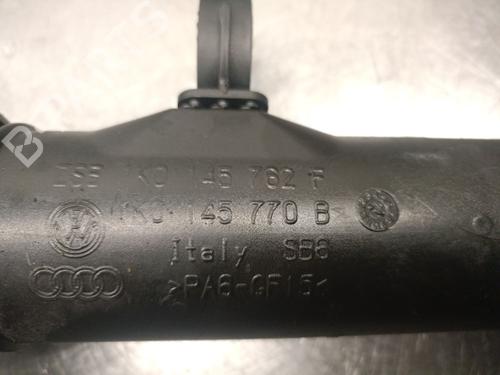 ZSB 1K0 145 762 F
1K0 145 770 B
Italy SB6
>PA6-GF15<